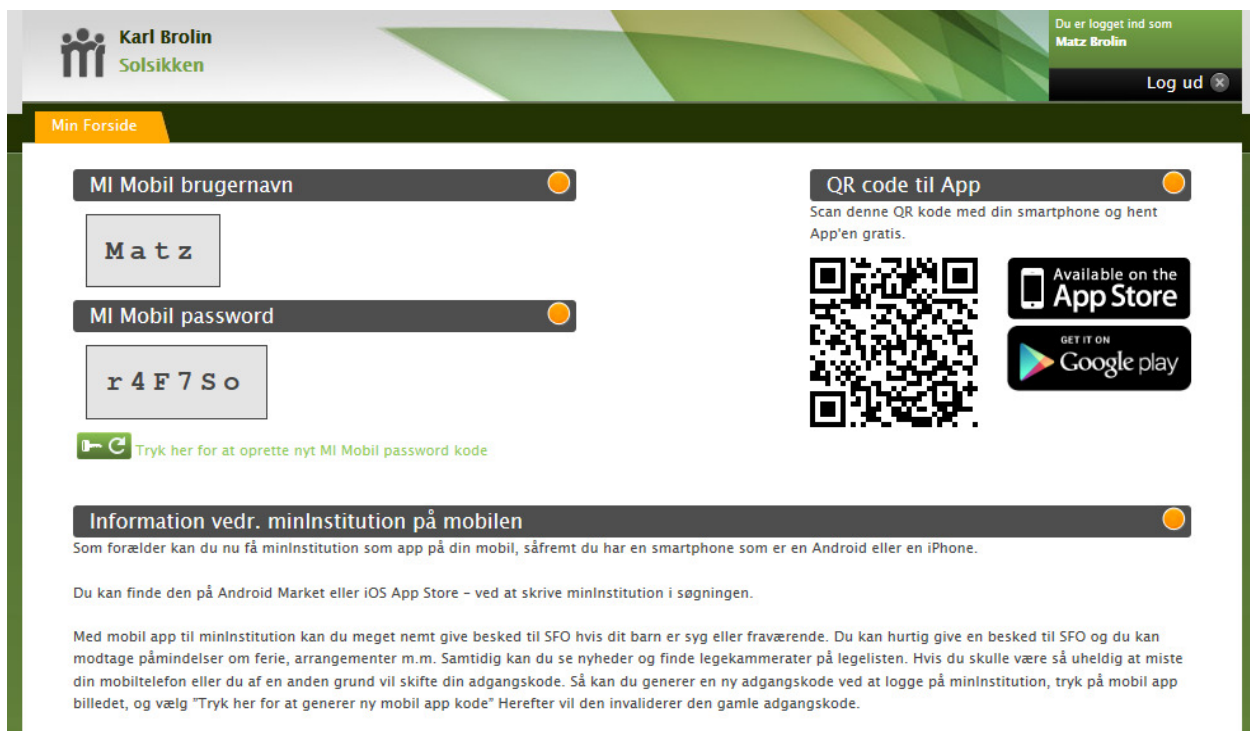 Karl Brolin
Solsikken
Du er logget ind som
Matz Brolin
Log ud
Min Forside
MI Mobil brugernavn
Matz
MI Mobil password
r4F7So
Tryk her for at oprette nyt MI Mobil password kode
QR code til App
Scan denne QR kode med din smartphone og hent
App'en gratis.
Available on the
App Store
GET IT ON
Google play
Information vedr. minInstitution på mobilen
Som forælder kan du nu få minInstitution som app på din mobil, såfremt du har en smartphone som er en Android eller en iPhone.
Du kan finde den på Android Market eller iOS App Store – ved at skrive minInstitution i søgningen.
Med mobil app til minInstitution kan du meget nemt give besked til SFO hvis dit barn er syg eller fraværende. Du kan hurtig give en besked til SFO og du kan
modtage påmindelser om ferie, arrangementer m.m. Samtidig kan du se nyheder og finde legekammerater på legelisten. Hvis du skulle være så uheldig at miste
din mobiltelefon eller du af en anden grund vil skifte din adgangskode. Så kan du generer en ny adgangskode ved at logge på minInstitution, tryk på mobil app
billedet, og vælg "Tryk her for at generer ny mobil app kode" Herefter vil den invaliderer den gamle adgangskode.